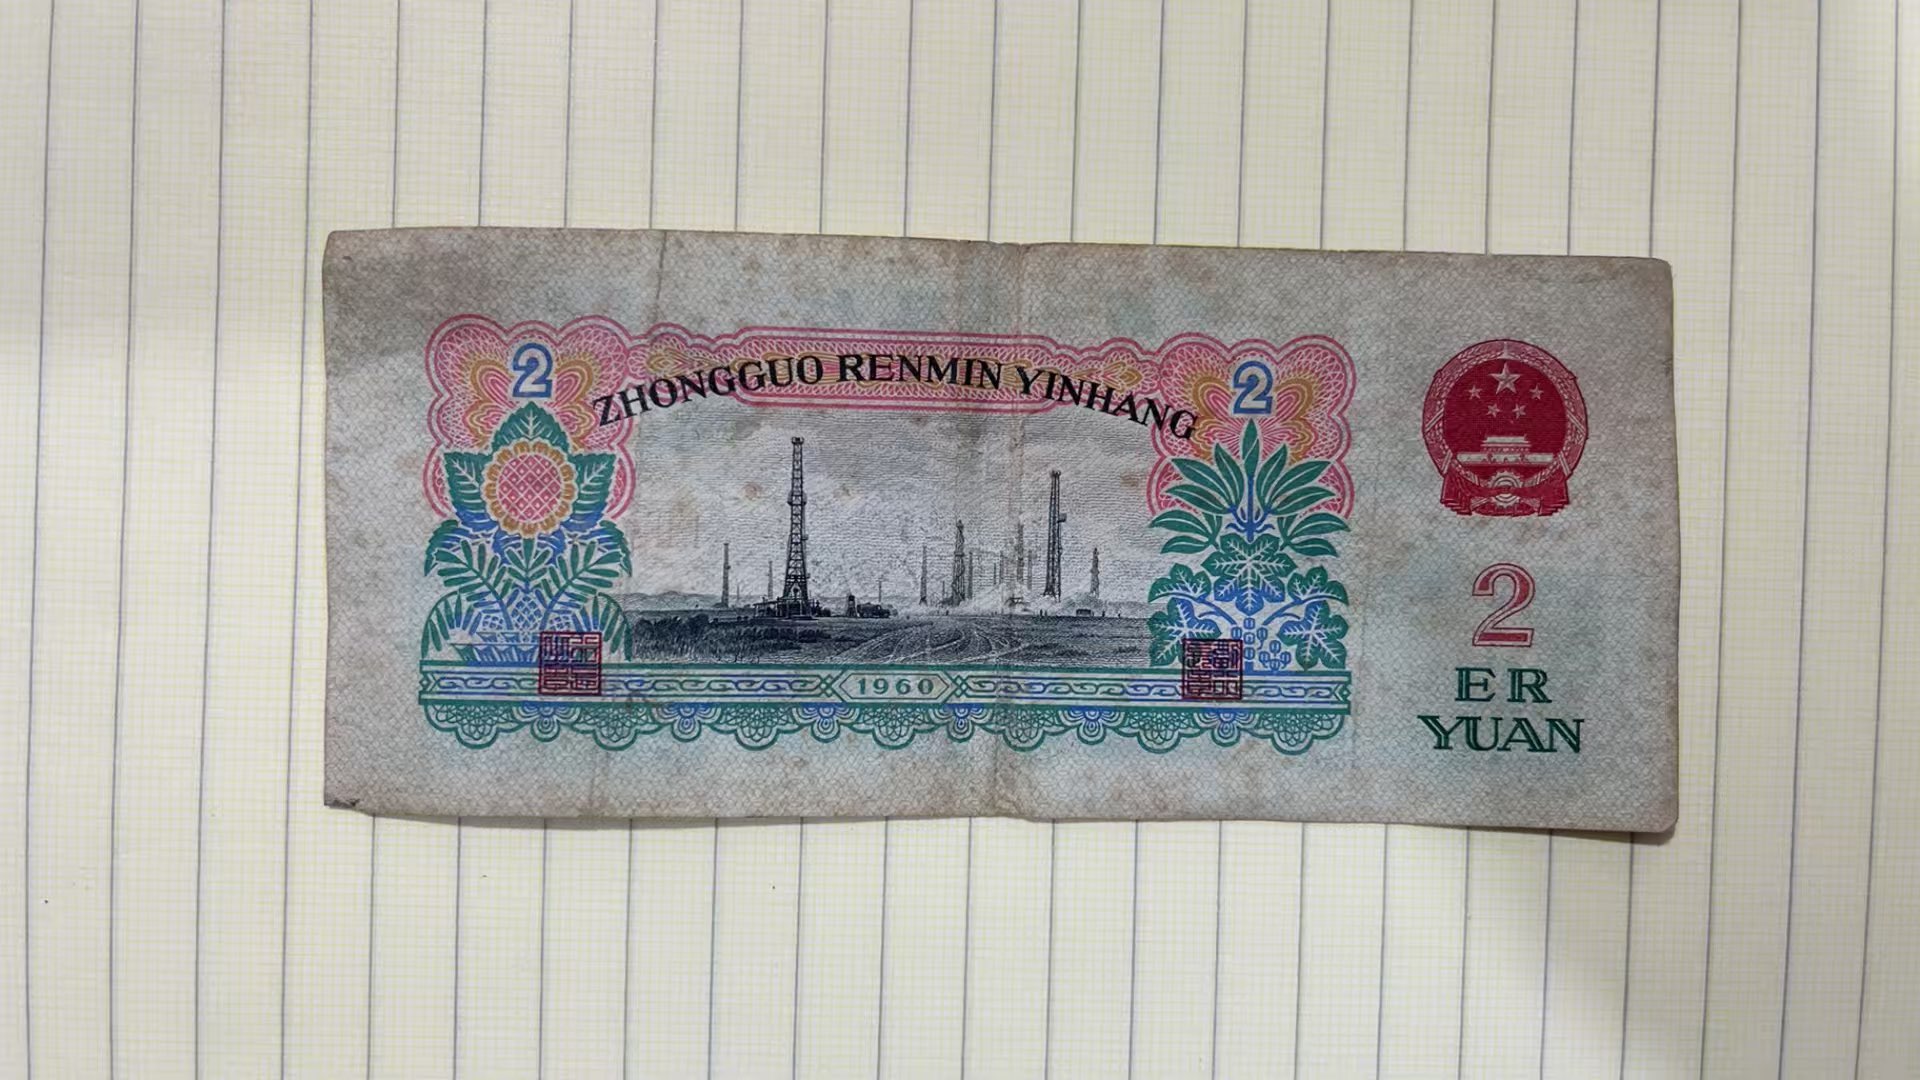 2 2
ZHONGGUO RENMIN YINHANG
1960
2
ER
YUAN